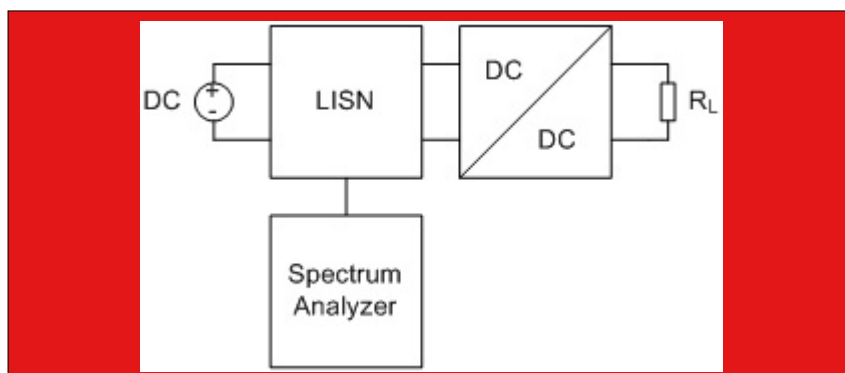 DC
+
-
LISN
DC
DC
RL
Spectrum
Analyzer